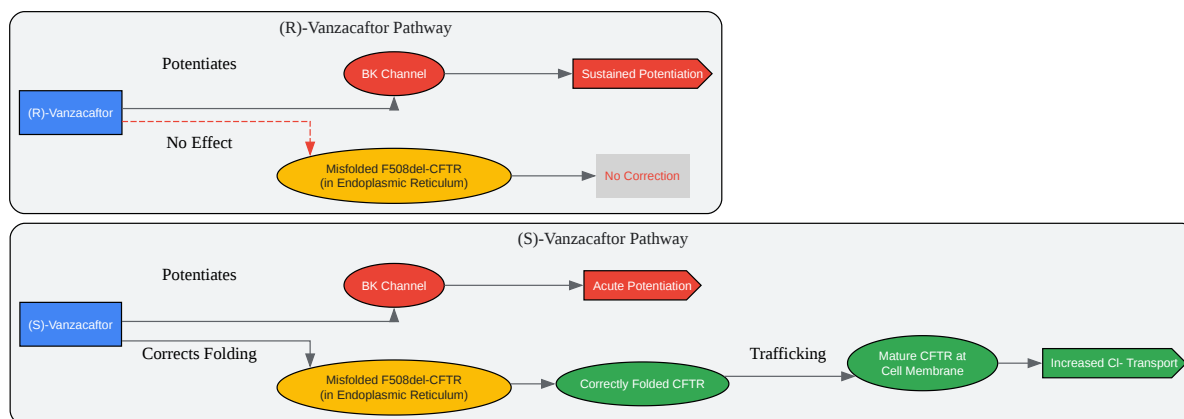 (R)-Vanzacaftor Pathway
Potentiates
BK Channel
Sustained Potentiation
(R)-Vanzacaftor
No Effect
Misfolded F508del-CFTR
(in Endoplasmic Reticulum)
No Correction
(S)-Vanzacaftor Pathway
Potentiates
BK Channel
Acute Potentiation
(S)-Vanzacaftor
Corrects Folding
Misfolded F508del-CFTR
(in Endoplasmic Reticulum)
Correctly Folded CFTR
Trafficking
Mature CFTR at
Cell Membrane
Increased Cl- Transport